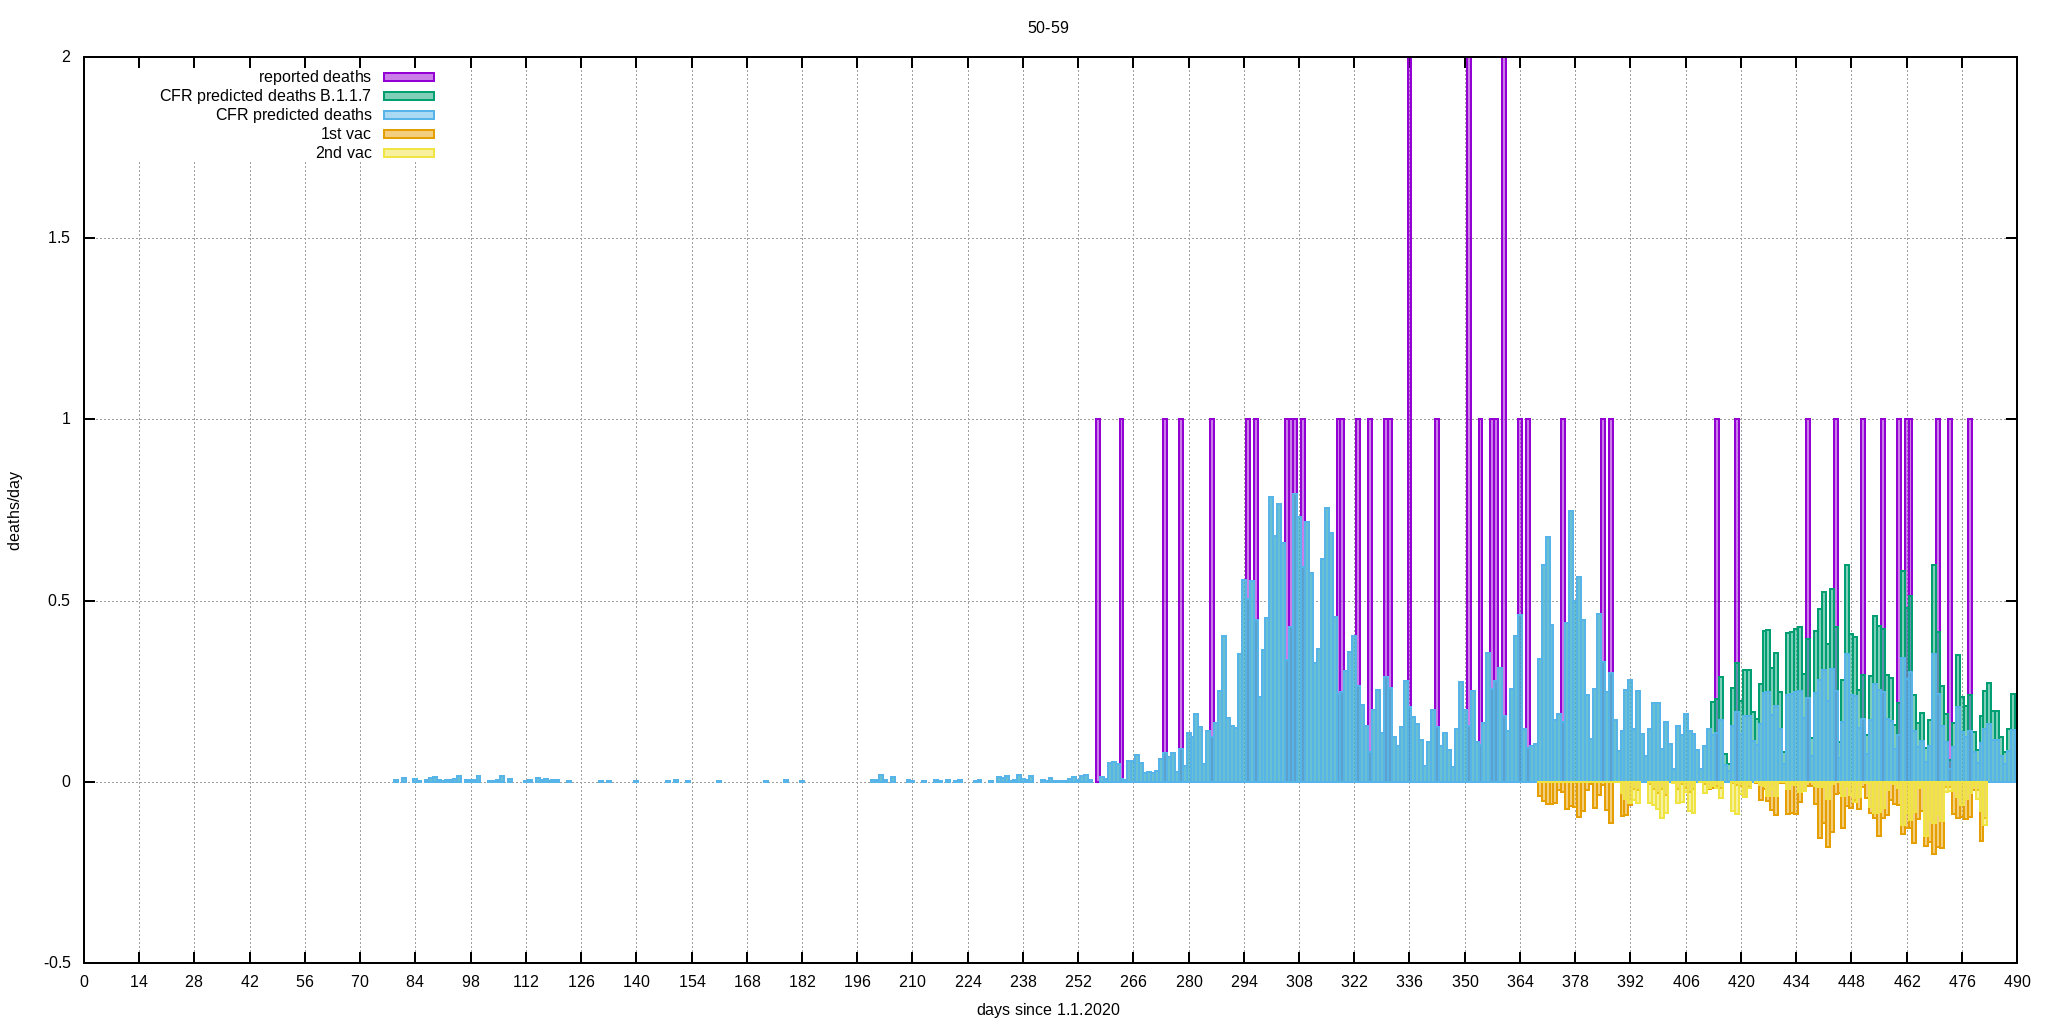 50-59
reported deaths
CFR predicted deaths B.1.1.7
CFR predicted deaths
1st vac
2nd vac
2
1.5
1
0.5
0
-0.5
deaths/day
0 14 28 42 56 70 84 98 112 126 140 154 168 182 196 210 224 238 252 266 280 294 308 322 336 350 364 378 392 406 420 434 448 462 476 490
days since 1.1.2020